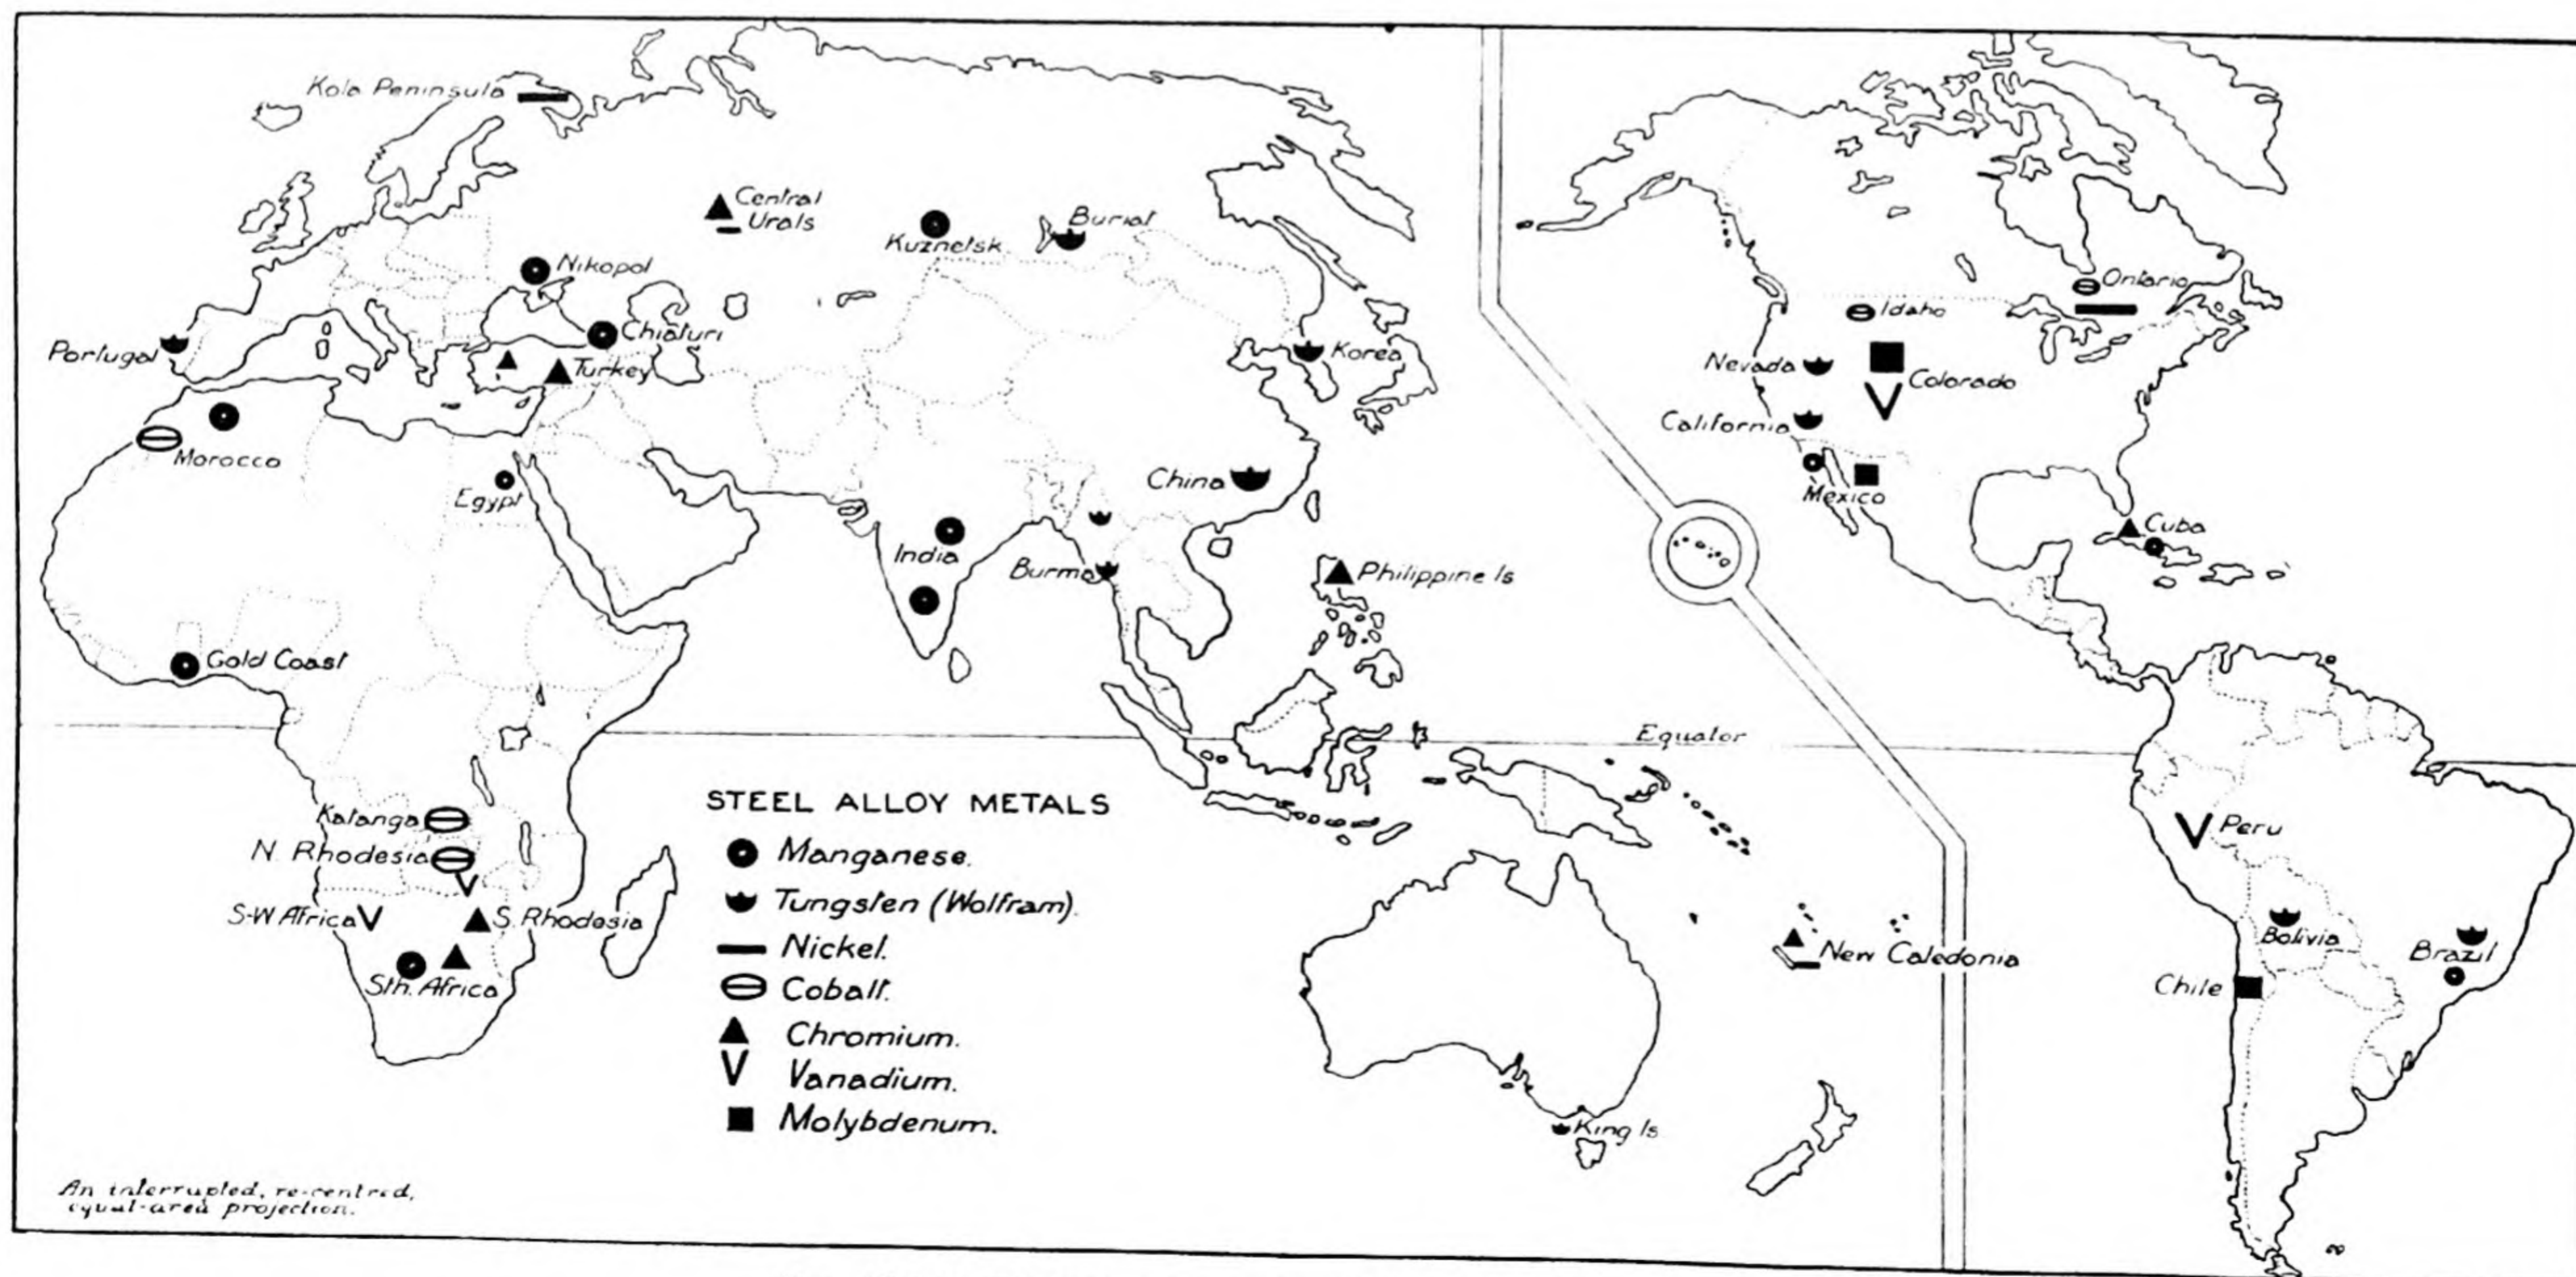 Kola Peninsula
Central
Urals
Kuznetsk.
Buriat
Nikopol
Chiaturi
Turkey
Portugal
Korea
Morocco
Egypt
China
India
Burma
Philippine Is
Gold Coast
Equator
Katanga
N. Rhodesia
S-W Africa
S. Rhodesia
Sth. Africa
New Caledonia
King Is
Ontario
Idaho
Nevada
Colorado
California
Mexico
Cuba
Peru
Bolivia
Brazil
Chile
STEEL ALLOY METALS
Manganese.
Tungsten (Wolfram).
Nickel.
Cobalt.
Chromium.
Vanadium.
Molybdenum.
An interrupted, re-centred,
equal-area projection.